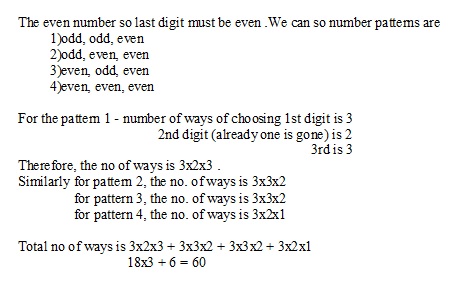 The even number so last digit must be even .We can so number patterns are
1)odd, odd, even
2)odd, even, even
3)even, odd, even
4)even, even, even
For the pattern 1 - number of ways of choosing 1st digit is 3
2nd digit (already one is gone) is 2
3rd is 3
Therefore, the no of ways is 3x2x3 .
Similarly for pattern 2, the no. of ways is 3x3x2
for pattern 3, the no. of ways is 3x3x2
for pattern 4, the no. of ways is 3x2x1
Total no of ways is 3x2x3 + 3x3x2 + 3x3x2 + 3x2x1
18x3 + 6 = 60